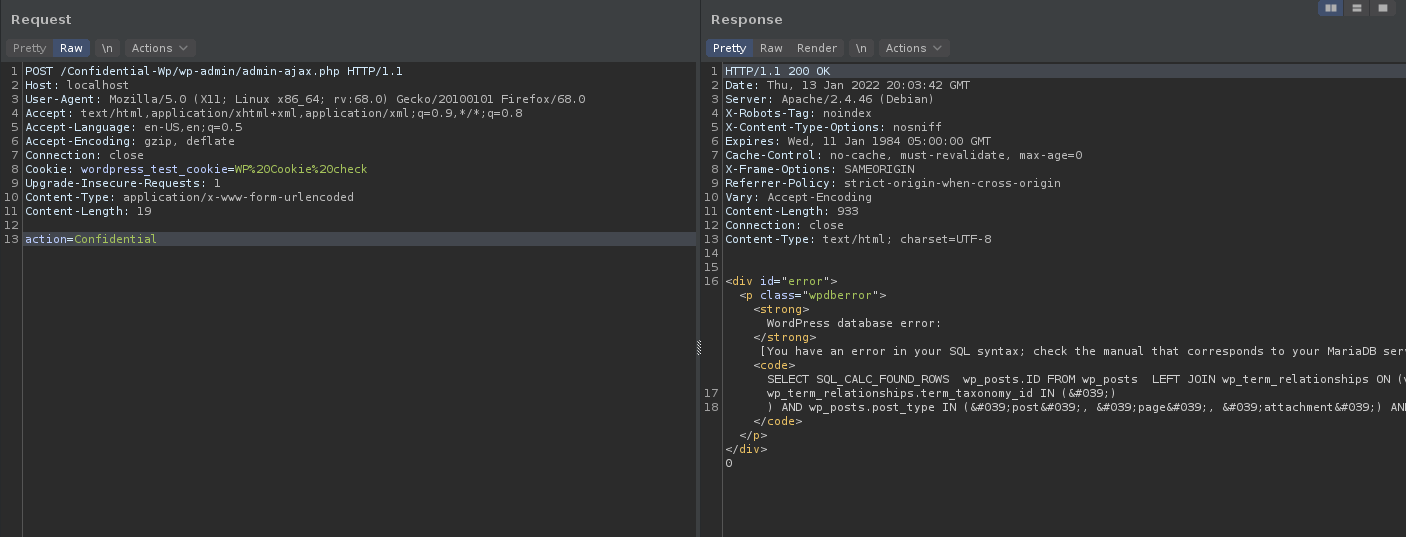 Request
Pretty Raw \n Actions
1 POST /Confidential-Wp/wp-admin/admin-ajax.php HTTP/1.1
2 Host: localhost
3 User-Agent: Mozilla/5.0 (X11; Linux x86_64; rv:68.0) Gecko/20100101 Firefox/68.0
4 Accept: text/html,application/xhtml+xml,application/xml;q=0.9,*/*;q=0.8
5 Accept-Language: en-US,en;q=0.5
6 Accept-Encoding: gzip, deflate
7 Connection: close
8 Cookie: wordpress_test_cookie=WP%20Cookie%20check
9 Upgrade-Insecure-Requests: 1
10 Content-Type: application/x-www-form-urlencoded
11 Content-Length: 19
12
13 action=Confidential
Response
Pretty Raw Render \n Actions
1 HTTP/1.1 200 OK
2 Date: Thu, 13 Jan 2022 20:03:42 GMT
3 Server: Apache/2.4.46 (Debian)
4 X-Robots-Tag: noindex
5 X-Content-Type-Options: nosniff
6 Expires: Wed, 11 Jan 1984 05:00:00 GMT
7 Cache-Control: no-cache, must-revalidate, max-age=0
8 X-Frame-Options: SAMEORIGIN
9 Referrer-Policy: strict-origin-when-cross-origin
10 Vary: Accept-Encoding
11 Content-Length: 933
12 Connection: close
13 Content-Type: text/html; charset=UTF-8
14
15
16 <div id="error">
<p class="wpdberror">
<strong>
WordPress database error:
</strong>
[You have an error in your SQL syntax; check the manual that corresponds to your MariaDB ser
<code>
SELECT SQL_CALC_FOUND_ROWS  wp_posts.ID FROM wp_posts  LEFT JOIN wp_term_relationships ON (
17 wp_term_relationships.term_taxonomy_id IN (&#039;)
18 ) AND wp_posts.post_type IN (&#039;post&#039;, &#039;page&#039;, &#039;attachment&#039;) AN
</code>
</p>
</div>
0